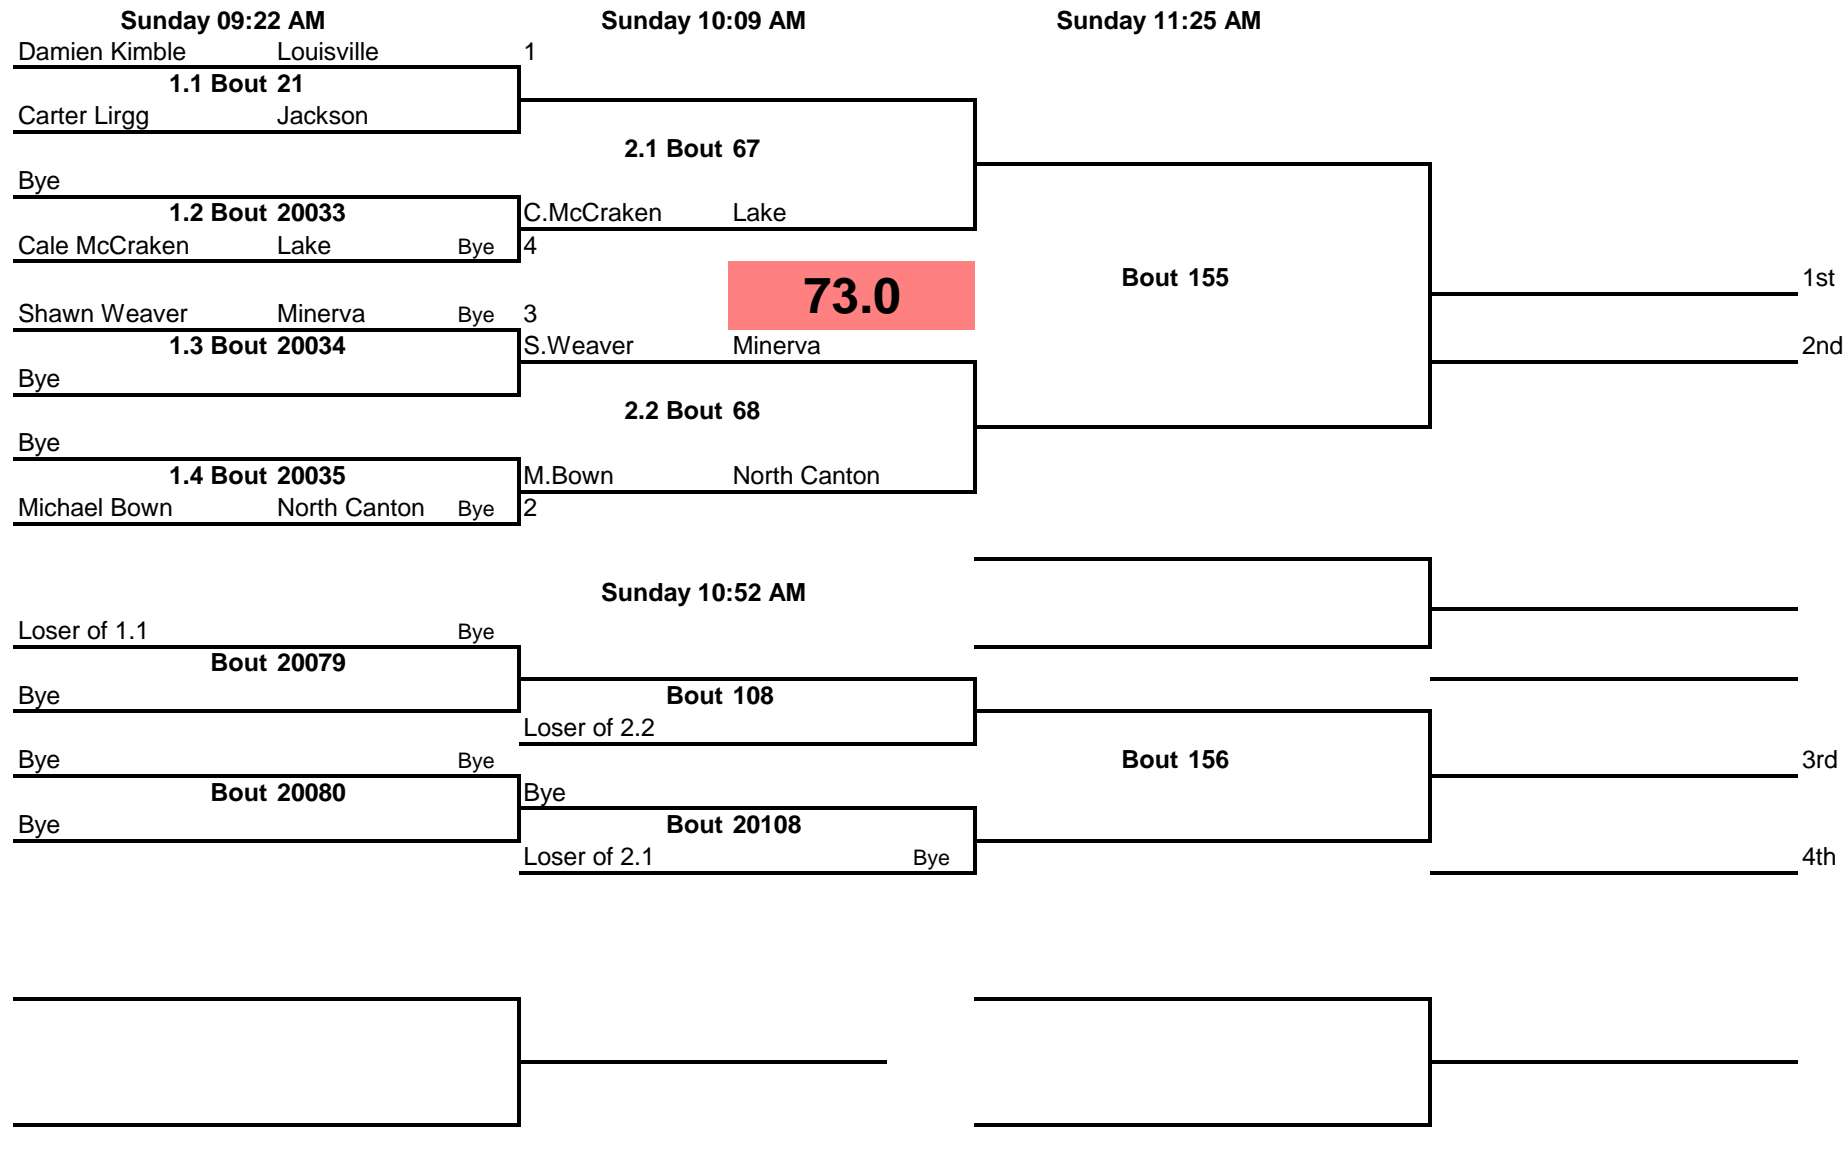 Sunday 09:22 AM Sunday 10:09 AM Sunday 11:25 AM
Damien Kimble Louisville 1
1.1 Bout 21
Carter Lirgg Jackson
2.1 Bout 67
Bye
1.2 Bout 20033 C.McCraken Lake
Cale McCraken Lake Bye 4
Bout 155 1st
73.0
Shawn Weaver Minerva Bye 3
1.3 Bout 20034 S.Weaver Minerva 2nd
Bye
2.2 Bout 68
Bye
1.4 Bout 20035 M.Bown North Canton
Michael Bown North Canton Bye 2
Sunday 10:52 AM
Loser of 1.1 Bye
Bout 20079
Bye Bout 108
Loser of 2.2
Bye Bye Bout 156 3rd
Bout 20080 Bye
Bye Bout 20108
Loser of 2.1 Bye 4th